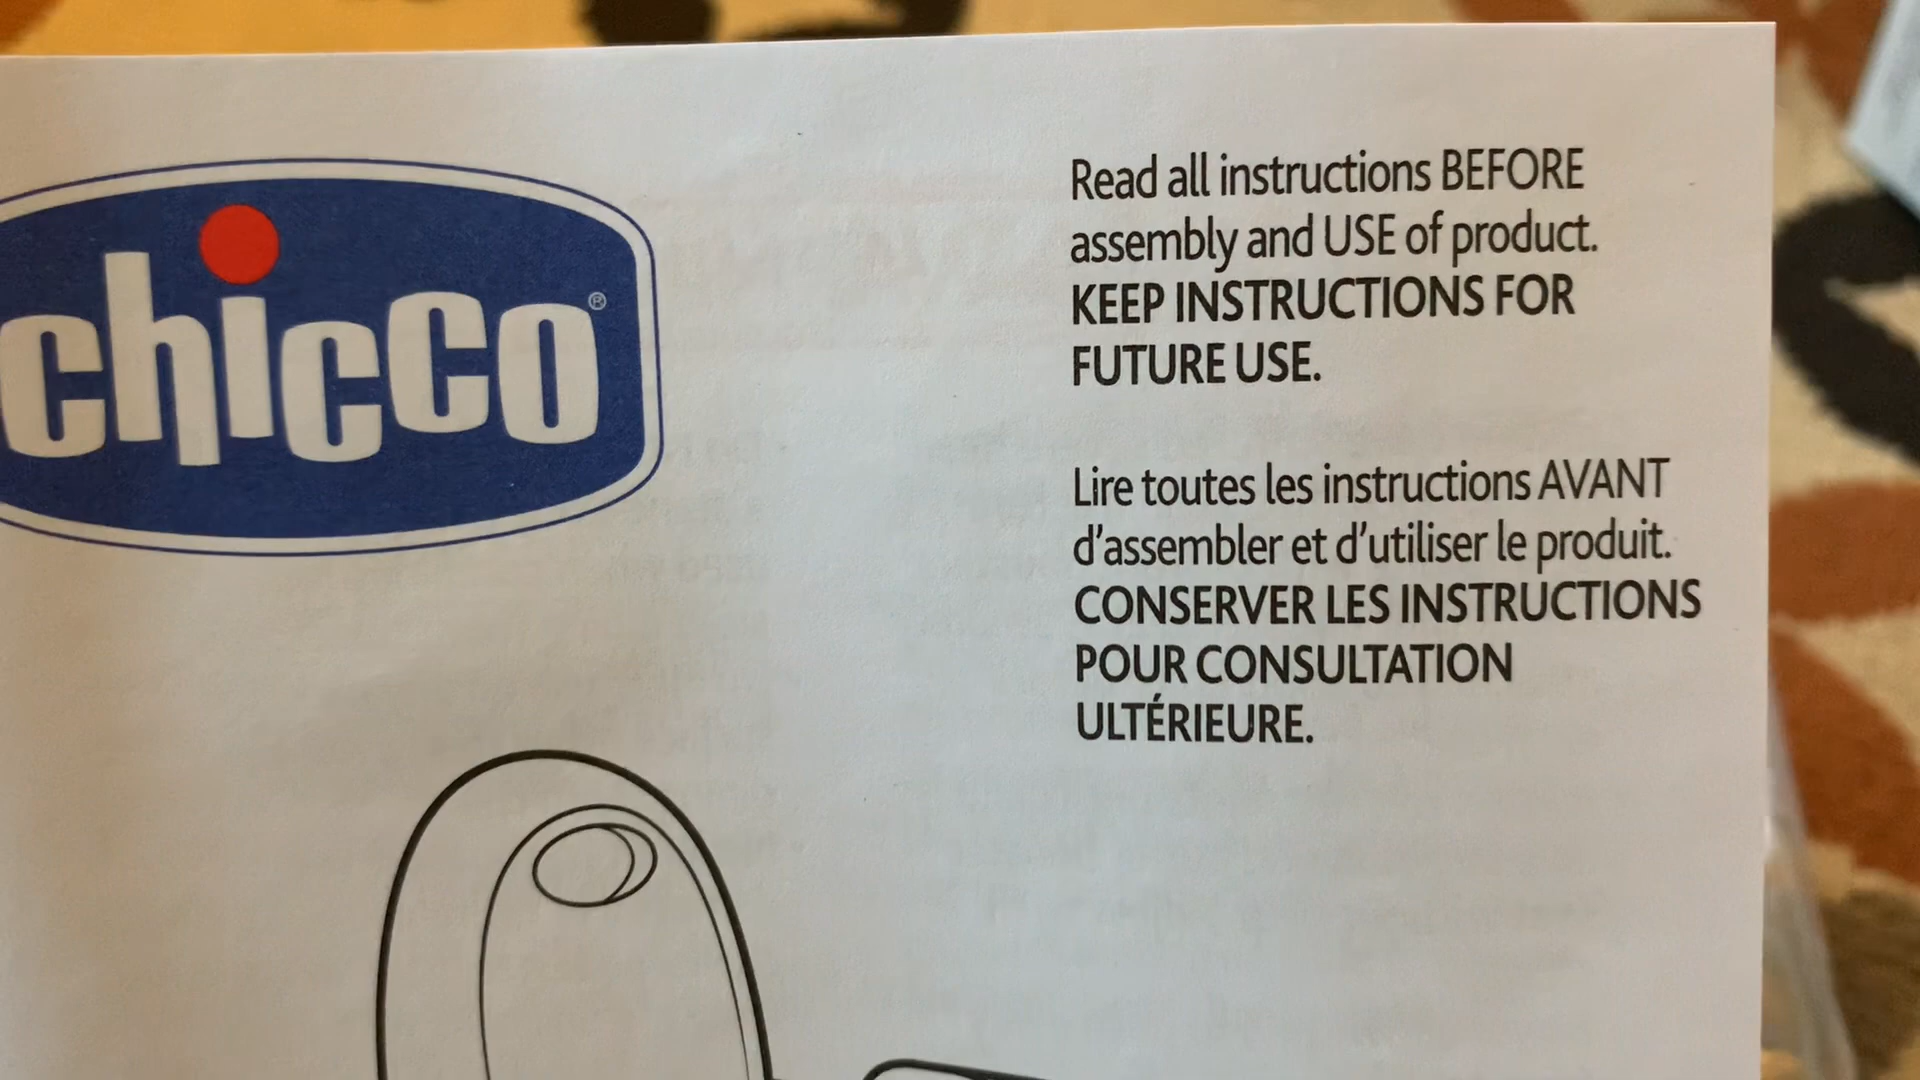 chicco®
Read all instructions BEFORE
assembly and USE of product.
KEEP INSTRUCTIONS FOR
FUTURE USE.
Lire toutes les instructions AVANT
d'assembler et d'utiliser le produit.
CONSERVER LES INSTRUCTIONS
POUR CONSULTATION
ULTÉRIEURE.